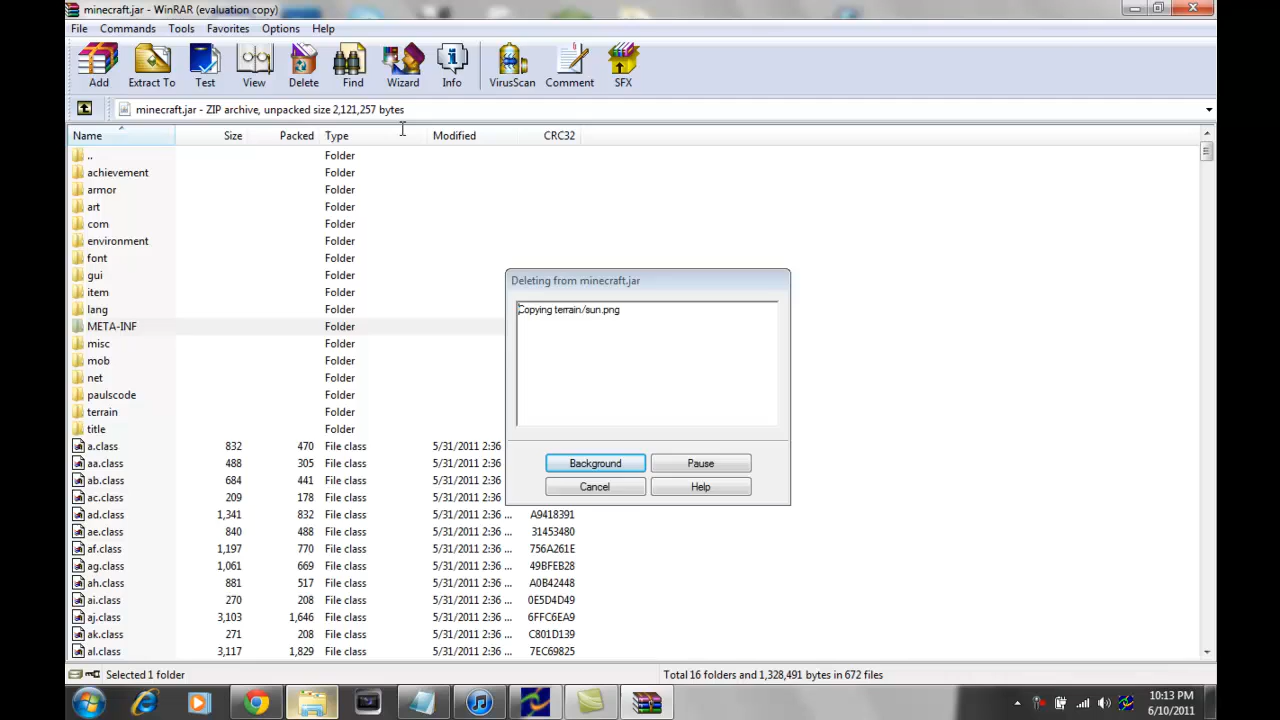 minecraft.jar - WinRAR (evaluation copy)
File Commands Tools Options Favorites Help
Add Extract To Test View Delete Find Wizard Info VirusScan Comment SFX
minecraft.jar - ZIP archive, unpacked size 2,121,257 bytes
Name Size Packed Type Modified CRC32
.. Folder
achievement Folder
armor Folder
art Folder
com Folder
environment Folder
font Folder
gui Folder
item Folder
lang Folder
META-INF Folder
misc Folder
mob Folder
net Folder
paulscode Folder
terrain Folder
title Folder
a.class 832 470 File class 5/31/2011 2:36
aa.class 488 305 File class 5/31/2011 2:36
ab.class 684 441 File class 5/31/2011 2:36
ac.class 209 178 File class 5/31/2011 2:36
ad.class 1,341 832 File class 5/31/2011 2:36 ... A9418391
ae.class 840 488 File class 5/31/2011 2:36 ... 31453480
af.class 1,197 770 File class 5/31/2011 2:36 ... 756A261E
ag.class 1,061 669 File class 5/31/2011 2:36 ... 49BFEB28
ah.class 881 517 File class 5/31/2011 2:36 ... A0B42448
ai.class 270 208 File class 5/31/2011 2:36 ... 0E5D4D49
aj.class 3,103 1,646 File class 5/31/2011 2:36 ... 6FFC6EA9
ak.class 271 208 File class 5/31/2011 2:36 ... C801D139
al.class 3,117 1,829 File class 5/31/2011 2:36 ... 7EC69825
Deleting from minecraft.jar
Copying terrain/sun.png
Background Pause
Cancel Help
Selected 1 folder Total 16 folders and 1,328,491 bytes in 672 files
10:13 PM
6/10/2011